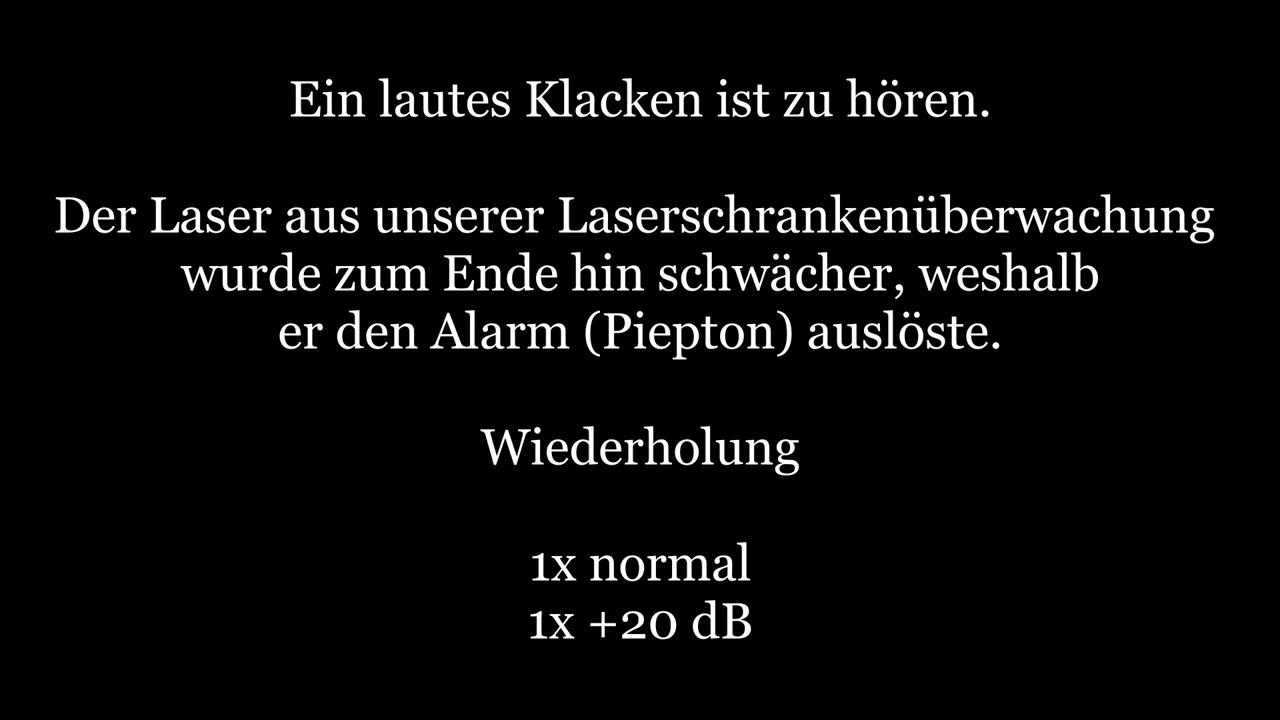 Ein lautes Klacken ist zu hören.
Der Laser aus unserer Laserschrankenüberwachung
wurde zum Ende hin schwächer, weshalb
er den Alarm (Piepton) auslöste.
Wiederholung
1x normal
1x +20 dB